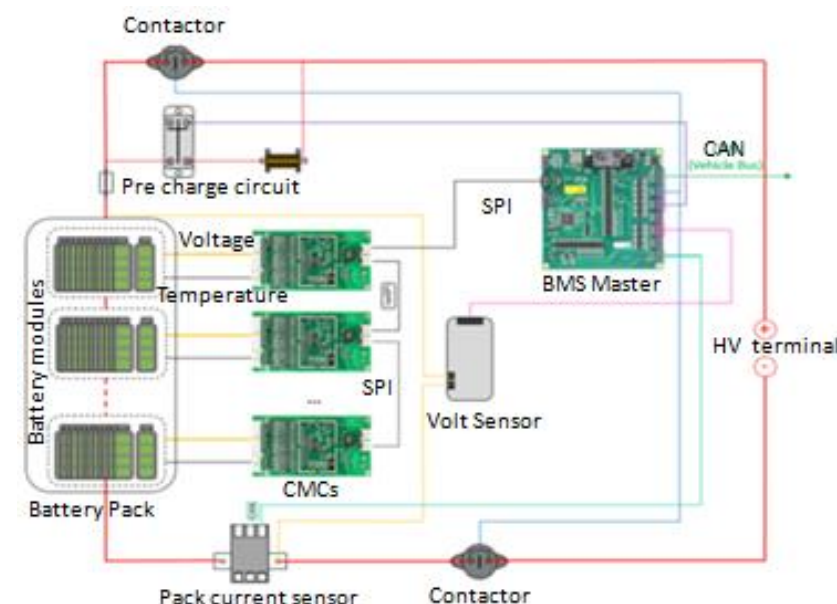 Contactor
CAN
(Vehicle Bus)
Pre charge circuit
SPI
Voltage
BMS Master
Temperature
Battery modules
HV terminal
SPI
Volt Sensor
...
CMCs
Battery Pack
CAN
Pack current sensor
Contactor